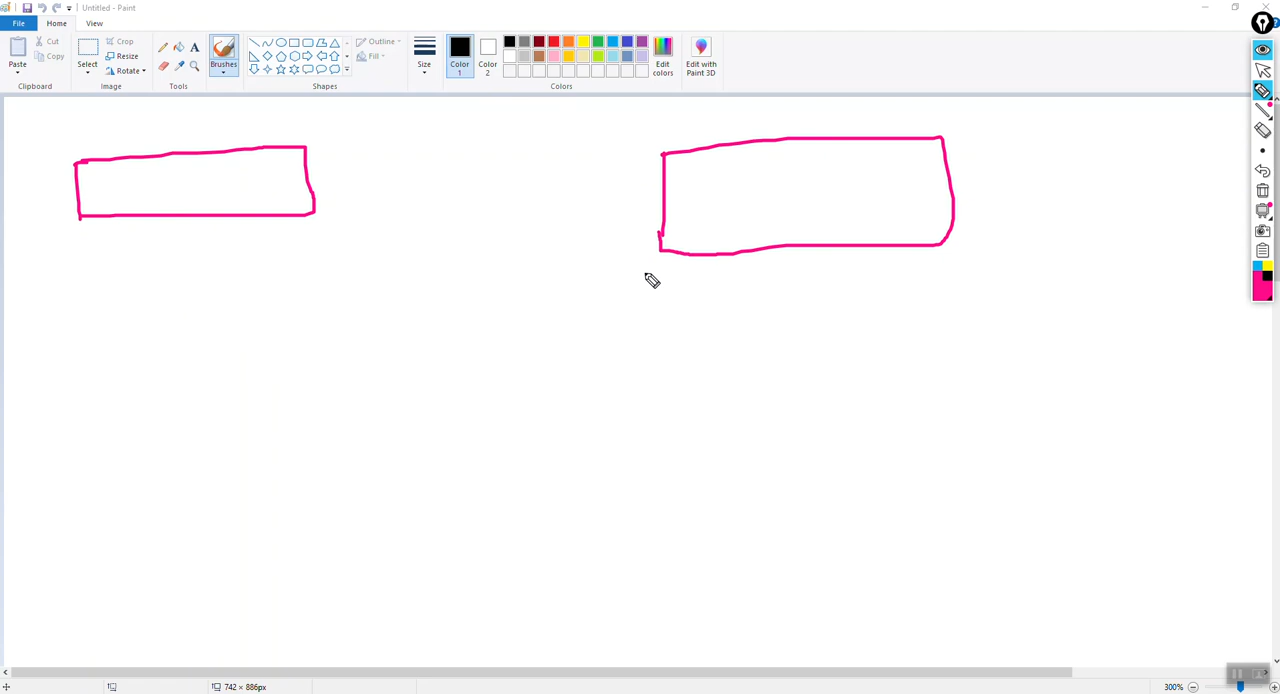 Untitled - Paint
File
Home
View
Paste
Cut
Copy
Clipboard
Select
Crop
Resize
Rotate
Image
Tools
Brushes
Outline
Fill
Shapes
Size
Color
1
Color
2
Edit
colors
Edit with
Paint 3D
Colors
742 × 886px
300%